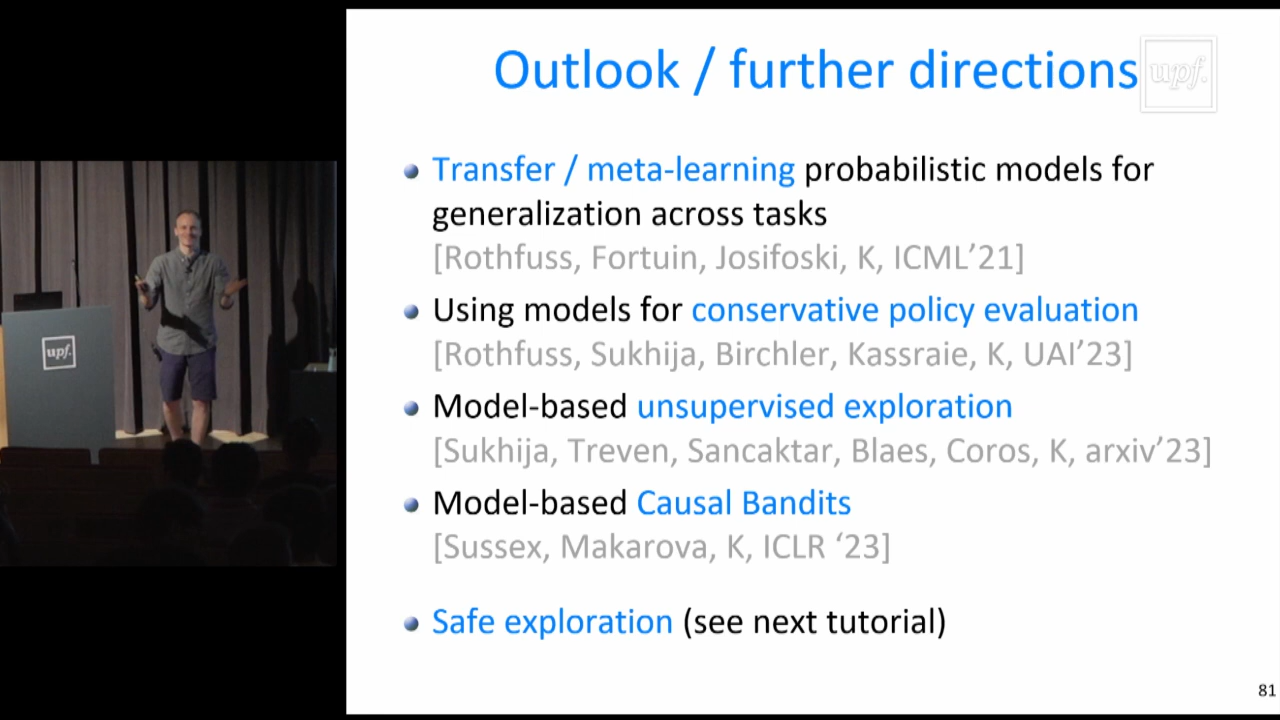 Outlook / further directions
upf.
Transfer / meta-learning probabilistic models for
generalization across tasks
[Rothfuss, Fortuin, Josifoski, K, ICML’21]
Using models for conservative policy evaluation
[Rothfuss, Sukhija, Birchler, Kassraie, K, UAI’23]
Model-based unsupervised exploration
[Sukhija, Treven, Sancaktar, Blaes, Coros, K, arxiv’23]
Model-based Causal Bandits
[Sussex, Makarova, K, ICLR ‘23]
Safe exploration (see next tutorial)
81
upf.